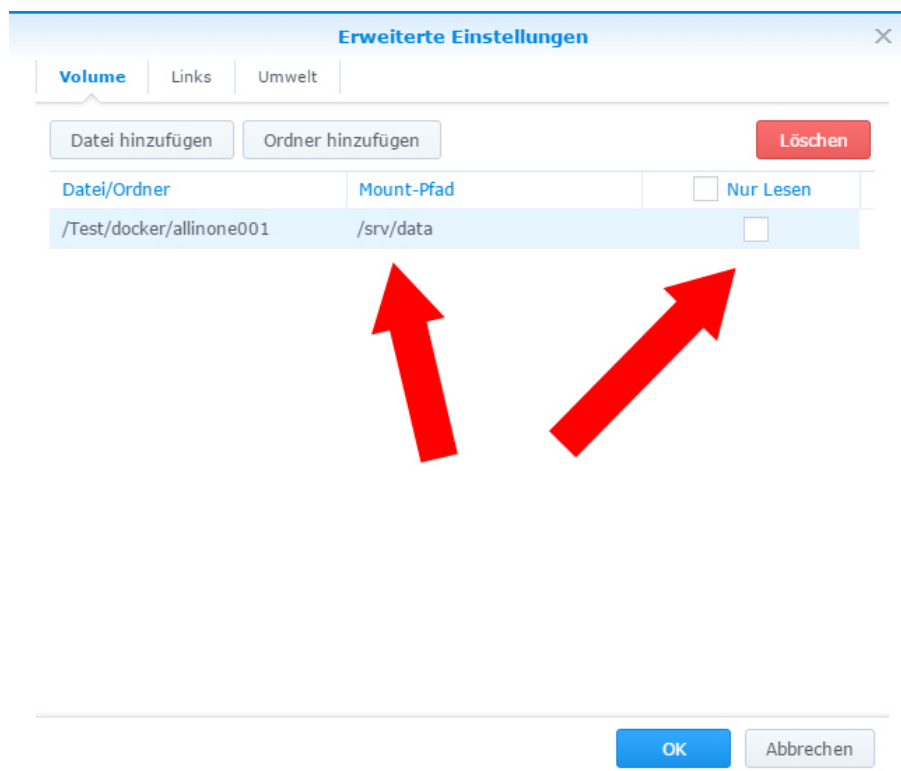 Erweiterte Einstellungen
Volume Links Umwelt
Datei hinzufügen Ordner hinzufügen Löschen
Datei/Ordner Mount-Pfad Nur Lesen
/Test/docker/allinone001 /srv/data
OK Abbrechen